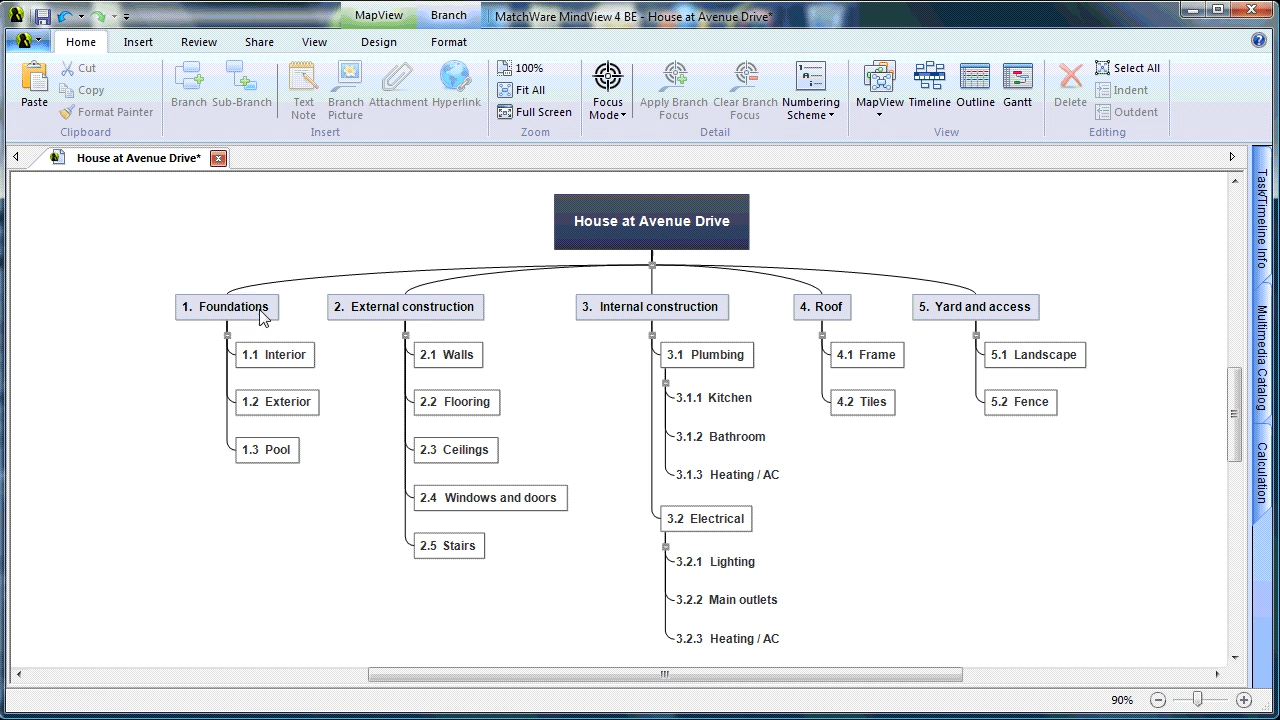 MapView Branch MatchWare MindView 4 BE - House at Avenue Drive*
Home Insert Review Share View Design Format
Paste
Cut
Copy
Format Painter
Clipboard
Branch Sub-Branch
Text Note
Branch Picture
Attachment Hyperlink
Insert
100%
Fit All
Full Screen
Zoom
Focus Mode
Apply Branch Focus
Clear Branch Focus
Numbering Scheme
Detail
MapView Timeline Outline Gantt
View
Delete
Select All
Indent
Outdent
Editing
House at Avenue Drive*
House at Avenue Drive
1. Foundations
1.1 Interior
1.2 Exterior
1.3 Pool
2. External construction
2.1 Walls
2.2 Flooring
2.3 Ceilings
2.4 Windows and doors
2.5 Stairs
3. Internal construction
3.1 Plumbing
3.1.1 Kitchen
3.1.2 Bathroom
3.1.3 Heating / AC
3.2 Electrical
3.2.1 Lighting
3.2.2 Main outlets
3.2.3 Heating / AC
4. Roof
4.1 Frame
4.2 Tiles
5. Yard and access
5.1 Landscape
5.2 Fence
Task/Timeline Info
Multimedia Catalog
Calculation
90%